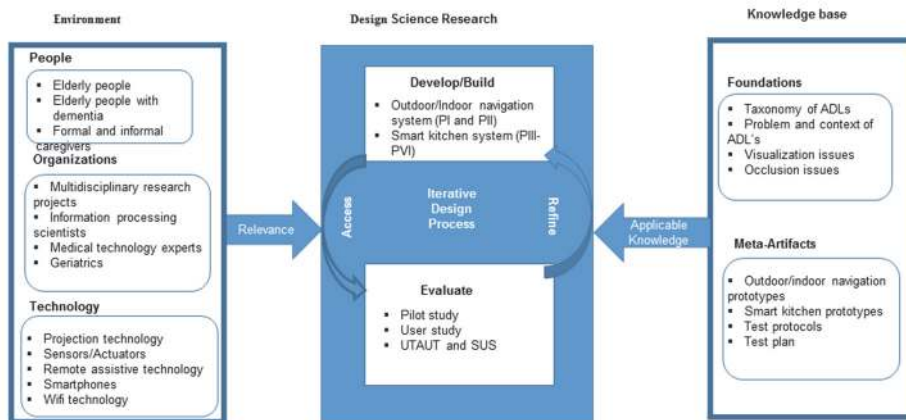 Environment
People
Elderly people
Elderly people with
dementia
Formal and informal
caregivers
Organizations
Multidisciplinary research
projects
Information processing
scientists
Medical technology experts
Geriatrics
Technology
Projection technology
Sensors/Actuators
Remote assistive technology
Smartphones
Wifi technology
Relevance
Design Science Research
Develop/Build
Outdoor/Indoor navigation
system (PI and PII)
Smart kitchen system (PIII-
PVI)
Access
Iterative
Design
Process
Refine
Evaluate
Pilot study
User study
UTAUT and SUS
Applicable
Knowledge
Knowledge base
Foundations
Taxonomy of ADLs
Problem and context of
ADL's
Visualization issues
Occlusion issues
Meta-Artifacts
Outdoor/indoor navigation
prototypes
Smart kitchen prototypes
Test protocols
Test plan